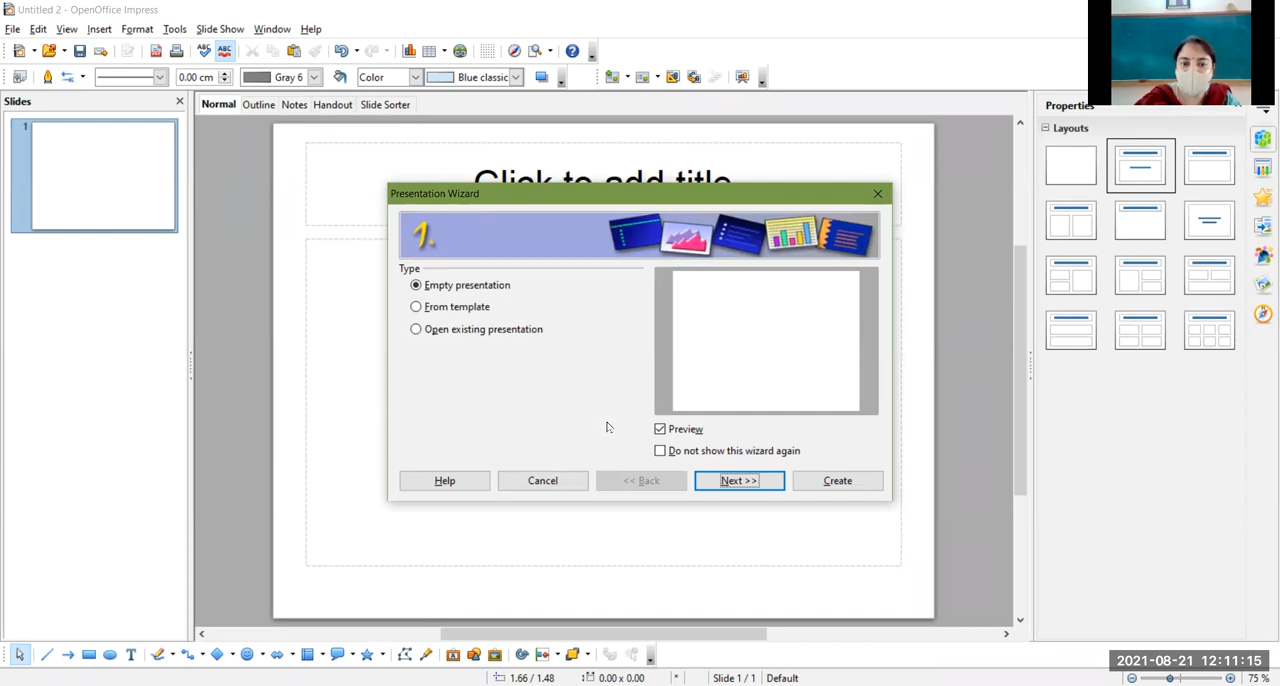 Untitled 2 - OpenOffice Impress
File Edit View Insert Format Tools Slide Show Window Help
0.00 cm Gray 6 Color Blue classic
Slides
Normal Outline Notes Handout Slide Sorter
Properties
Layouts
1
Click to add title
Presentation Wizard
1.
Type
Empty presentation
From template
Open existing presentation
Preview
Do not show this wizard again
Help Cancel << Back Next >> Create
2021-08-21 12:11:15
1.66 / 1.48 0.00 x 0.00 * Slide 1 / 1 Default 75 %